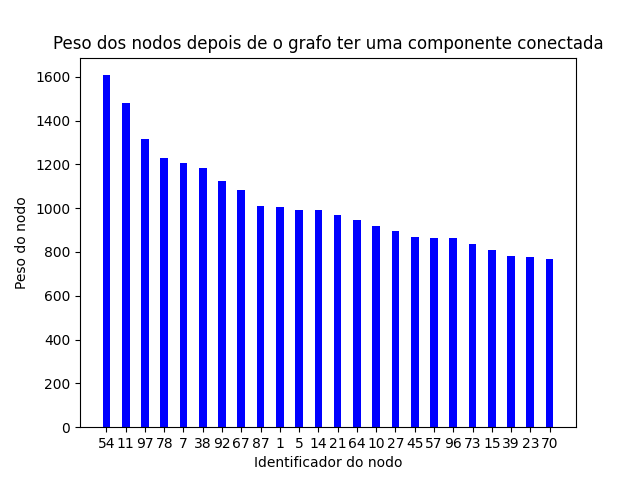 Peso dos nodos depois de o grafo ter uma componente conectada
1600
1400
1200
1000
800
600
400
200
0
Peso do nodo
54 11 97 78 7 38 92 67 87 1 5 14 21 64 10 27 45 57 96 73 15 39 23 70
Identificador do nodo